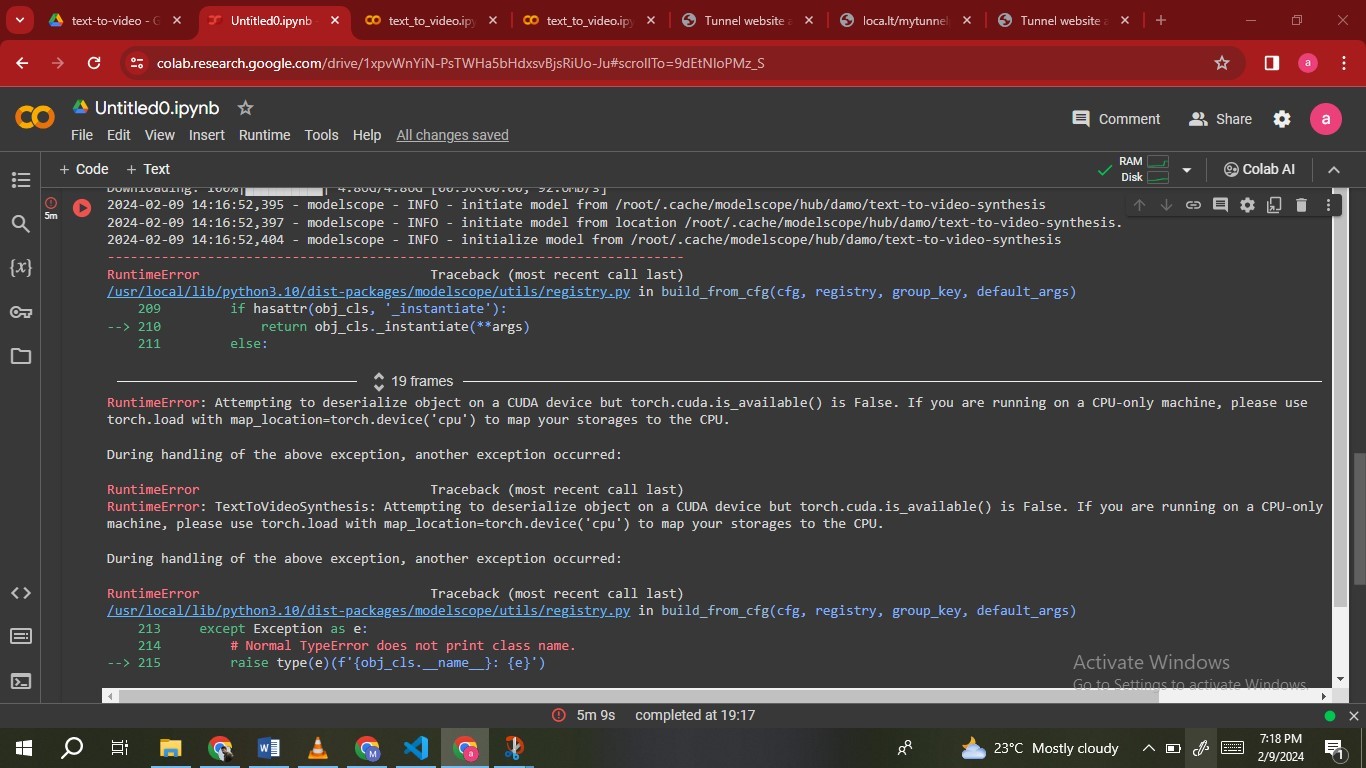 text-to-video - G
Untitled0.ipynb
text_to_video.ip
text_to_video.ip
Tunnel website a
loca.lt/mytunnel
Tunnel website a
colab.research.google.com/drive/1xpvWnYiN-PsTWHa5bHdxsvBjsRiUo-Ju#scrollTo=9dEtNIoPMz_S
a
Untitled0.ipynb
File Edit View Insert Runtime Tools Help All changes saved
Comment Share a
+ Code + Text
RAM
Disk
Colab AI
5m
Downloading: 100%
2024-02-09 14:16:52,395 - modelscope - INFO - initiate model from /root/.cache/modelscope/hub/damo/text-to-video-synthesis
2024-02-09 14:16:52,397 - modelscope - INFO - initiate model from location /root/.cache/modelscope/hub/damo/text-to-video-synthesis.
2024-02-09 14:16:52,404 - modelscope - INFO - initialize model from /root/.cache/modelscope/hub/damo/text-to-video-synthesis
---------------------------------------------------------------------------
RuntimeError Traceback (most recent call last)
/usr/local/lib/python3.10/dist-packages/modelscope/utils/registry.py in build_from_cfg(cfg, registry, group_key, default_args)
209 if hasattr(obj_cls, '_instantiate'):
--> 210 return obj_cls._instantiate(**args)
211 else:
19 frames
RuntimeError: Attempting to deserialize object on a CUDA device but torch.cuda.is_available() is False. If you are running on a CPU-only machine, please use
torch.load with map_location=torch.device('cpu') to map your storages to the CPU.
During handling of the above exception, another exception occurred:
RuntimeError Traceback (most recent call last)
RuntimeError: TextToVideoSynthesis: Attempting to deserialize object on a CUDA device but torch.cuda.is_available() is False. If you are running on a CPU-only
machine, please use torch.load with map_location=torch.device('cpu') to map your storages to the CPU.
During handling of the above exception, another exception occurred:
RuntimeError Traceback (most recent call last)
/usr/local/lib/python3.10/dist-packages/modelscope/utils/registry.py in build_from_cfg(cfg, registry, group_key, default_args)
213 except Exception as e:
214 # Normal TypeError does not print class name.
--> 215 raise type(e)(f'{obj_cls.__name__}: {e}')
Activate Windows
Go to Settings to activate Windows.
5m 9s completed at 19:17
23°C Mostly cloudy
7:18 PM
2/9/2024
1